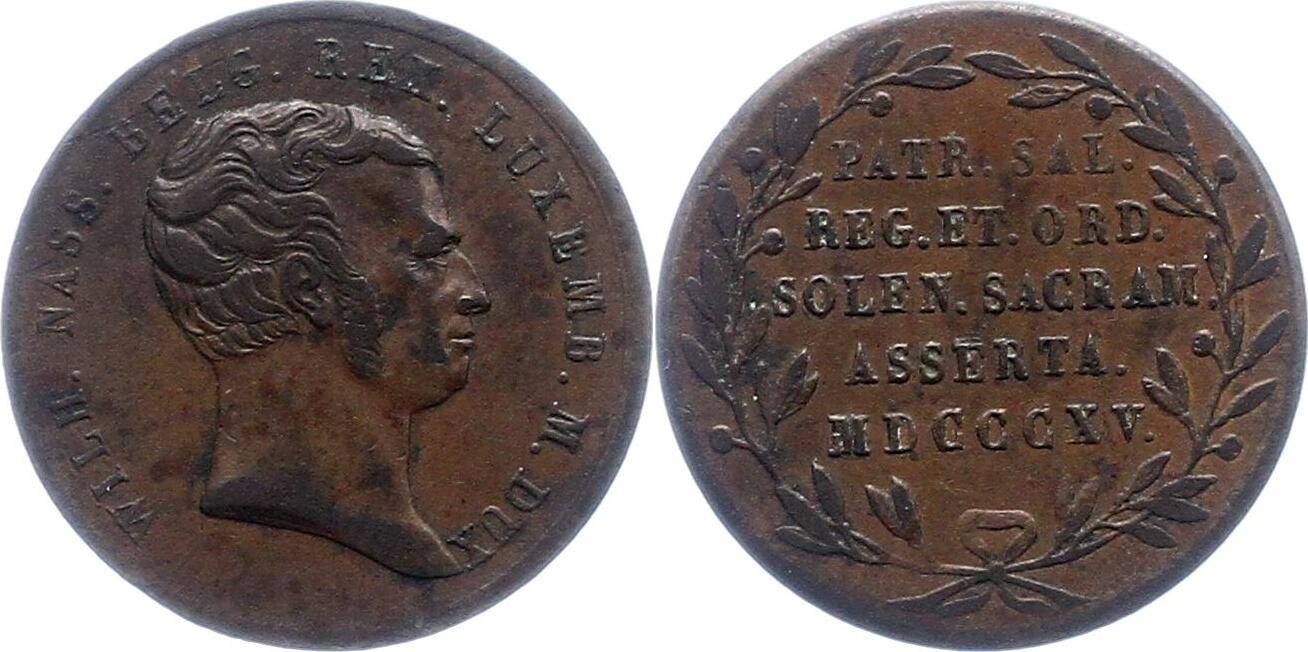 WILH. NASS. BELG. REX. LUXEMB. M. DUX
PATR. SAL.
REG. ET. ORD.
SOLEN. SACRAM.
ASSERTA.
MDCCCXV.